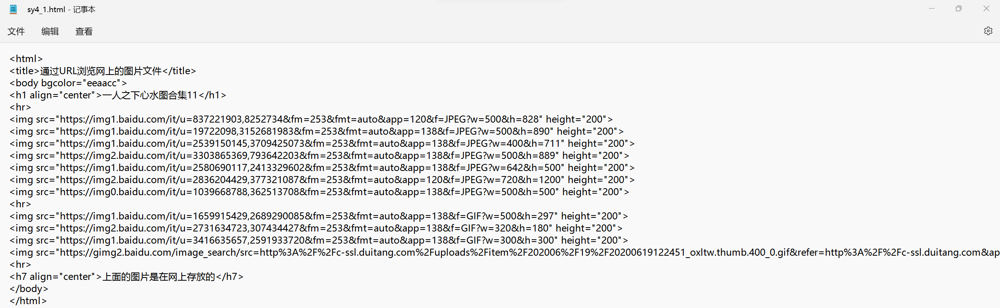 sy4_1.html - 记事本
文件 编辑 查看
<html>
<title>通过URL浏览网上的图片文件</title>
<body bgcolor="eeaacc">
<h1 align="center">一人之下心水图合集11</h1>
<hr>
<img src="https://img1.baidu.com/it/u=837221903,8252734&fm=253&fmt=auto&app=120&f=JPEG?w=500&h=828" height="200">
<img src="https://img1.baidu.com/it/u=19722098,3152681983&fm=253&fmt=auto&app=138&f=JPEG?w=500&h=890" height="200">
<img src="https://img1.baidu.com/it/u=2539150145,3709425073&fm=253&fmt=auto&app=138&f=JPEG?w=400&h=711" height="200">
<img src="https://img2.baidu.com/it/u=3303865369,793642203&fm=253&fmt=auto&app=138&f=JPEG?w=500&h=889" height="200">
<img src="https://img1.baidu.com/it/u=2580690117,2413329602&fm=253&fmt=auto&app=138&f=JPEG?w=642&h=500" height="200">
<img src="https://img2.baidu.com/it/u=2836204429,377321087&fm=253&fmt=auto&app=120&f=JPEG?w=720&h=1200" height="200">
<img src="https://img0.baidu.com/it/u=1039668788,362513708&fm=253&fmt=auto&app=138&f=JPEG?w=500&h=500" height="200">
<hr>
<img src="https://img1.baidu.com/it/u=1659915429,2689290085&fm=253&fmt=auto&app=138&f=GIF?w=500&h=297" height="200">
<img src="https://img2.baidu.com/it/u=2731634723,307434427&fm=253&fmt=auto&app=138&f=GIF?w=320&h=180" height="200">
<img src="https://img1.baidu.com/it/u=3416635657,2591933720&fm=253&fmt=auto&app=138&f=GIF?w=300&h=300" height="200">
<img src="https://gimg2.baidu.com/image_search/src=http%3A%2F%2Fc-ssl.duitang.com%2Fuploads%2Fitem%2F202006%2F19%2F20200619122451_oxltw.thumb.400_0.gif&refer=http%3A%2F%2Fc-ssl.duitang.com&ap
<hr>
<h7 align="center">上面的图片是在网上存放的</h7>
</body>
</html>